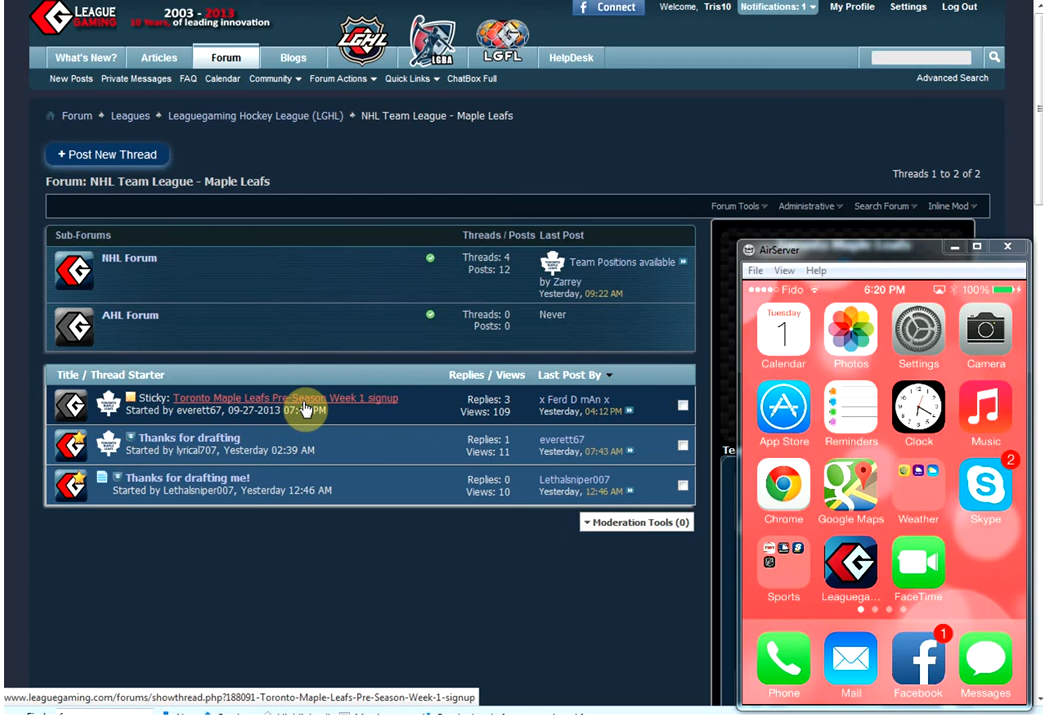 LEAGUE
GAMING
2003 - 2013
10 Years of leading innovation
LGHL
LGBA
LGFL
f Connect
Welcome, Tris10
Notifications: 1
My Profile
Settings
Log Out
What's New?
Articles
Forum
Blogs
HelpDesk
New Posts
Private Messages
FAQ
Calendar
Community
Forum Actions
Quick Links
ChatBox Full
Advanced Search
Forum
Leagues
Leaguegaming Hockey League (LGHL)
NHL Team League - Maple Leafs
+ Post New Thread
Threads 1 to 2 of 2
Forum: NHL Team League - Maple Leafs
Forum Tools
Administrative
Search Forum
Inline Mod
Sub-Forums
Threads / Posts
Last Post
NHL Forum
Threads: 4
Posts: 12
Team Positions available
by Zarrey
Yesterday, 09:22 AM
AHL Forum
Threads: 0
Posts: 0
Never
Title / Thread Starter
Replies / Views
Last Post By
Sticky: Toronto Maple Leafs Pre-Season Week 1 signup
Started by everett67, 09-27-2013
Replies: 3
Views: 109
x Ferd D mAn x
Yesterday, 04:12 PM
Thanks for drafting
Started by lyrical707, Yesterday 02:39 AM
Replies: 1
Views: 11
everett67
Yesterday, 07:43 AM
Thanks for drafting me!
Started by Lethalsniper007, Yesterday 12:46 AM
Replies: 0
Views: 10
Lethalsniper007
Yesterday, 12:46 AM
Moderation Tools (0)
Toronto Maple Leafs
Te
AirServer
File View Help
Fido
6:20 PM
100%
Tuesday
1
Calendar
Photos
Settings
Camera
App Store
Reminders
Clock
Music
2
Chrome
Google Maps
Weather
Skype
Sports
Leaguega...
FaceTime
1
Phone
Mail
Facebook
Messages
www.leaguegaming.com/forums/showthread.php?188091-Toronto-Maple-Leafs-Pre-Season-Week-1-signup